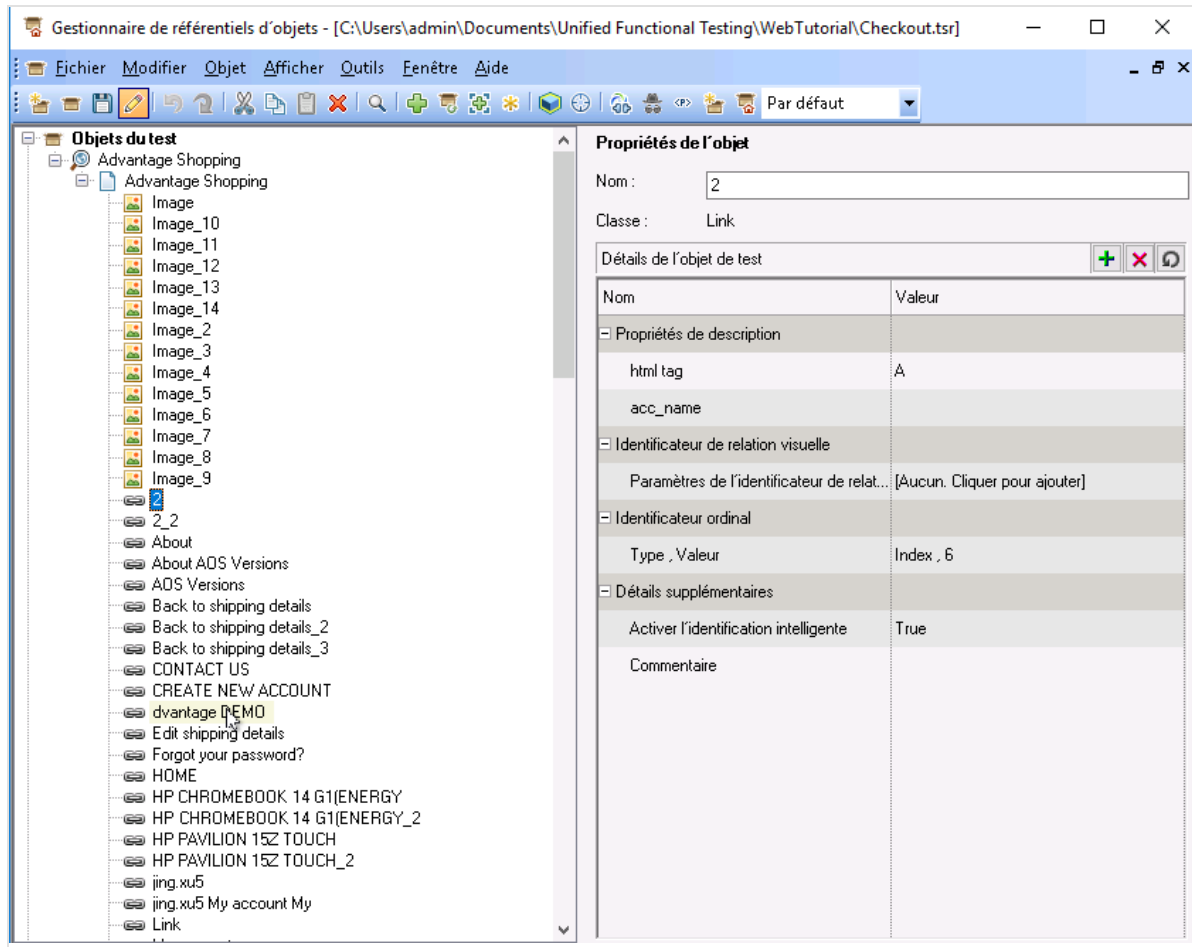 Gestionnaire de référentiels d´objets - [C:\Users\admin\Documents\Unified Functional Testing\WebTutorial\Checkout.tsr]
Fichier Modifier Objet Afficher Outils Fenêtre Aide
<P> Par défaut
Objets du test
Advantage Shopping
Advantage Shopping
Image
Image_10
Image_11
Image_12
Image_13
Image_14
Image_2
Image_3
Image_4
Image_5
Image_6
Image_7
Image_8
Image_9
2
2_2
About
About AOS Versions
AOS Versions
Back to shipping details
Back to shipping details_2
Back to shipping details_3
CONTACT US
CREATE NEW ACCOUNT
dvantage DEMO
Edit shipping details
Forgot your password?
HOME
HP CHROMEBOOK 14 G1(ENERGY
HP CHROMEBOOK 14 G1(ENERGY_2
HP PAVILION 15Z TOUCH
HP PAVILION 15Z TOUCH_2
jing.xu5
jing.xu5 My account My
Link
Propriétés de l´objet
Nom : 2
Classe : Link
Détails de l´objet de test
Nom Valeur
Propriétés de description
html tag A
acc_name
Identificateur de relation visuelle
Paramètres de l´identificateur de relat... [Aucun. Cliquer pour ajouter]
Identificateur ordinal
Type , Valeur Index , 6
Détails supplémentaires
Activer l´identification intelligente True
Commentaire